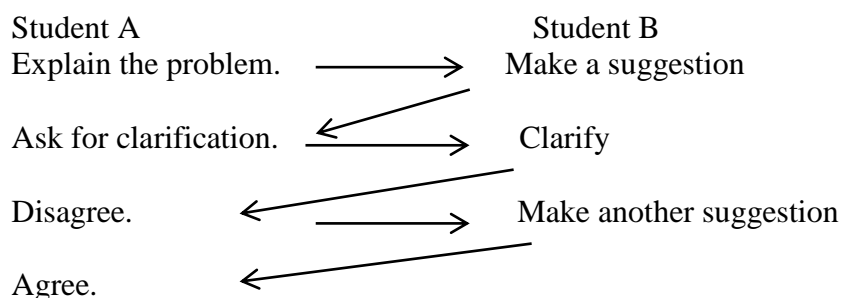 Student A Student B
Explain the problem. Make a suggestion
Ask for clarification. Clarify
Disagree. Make another suggestion
Agree.